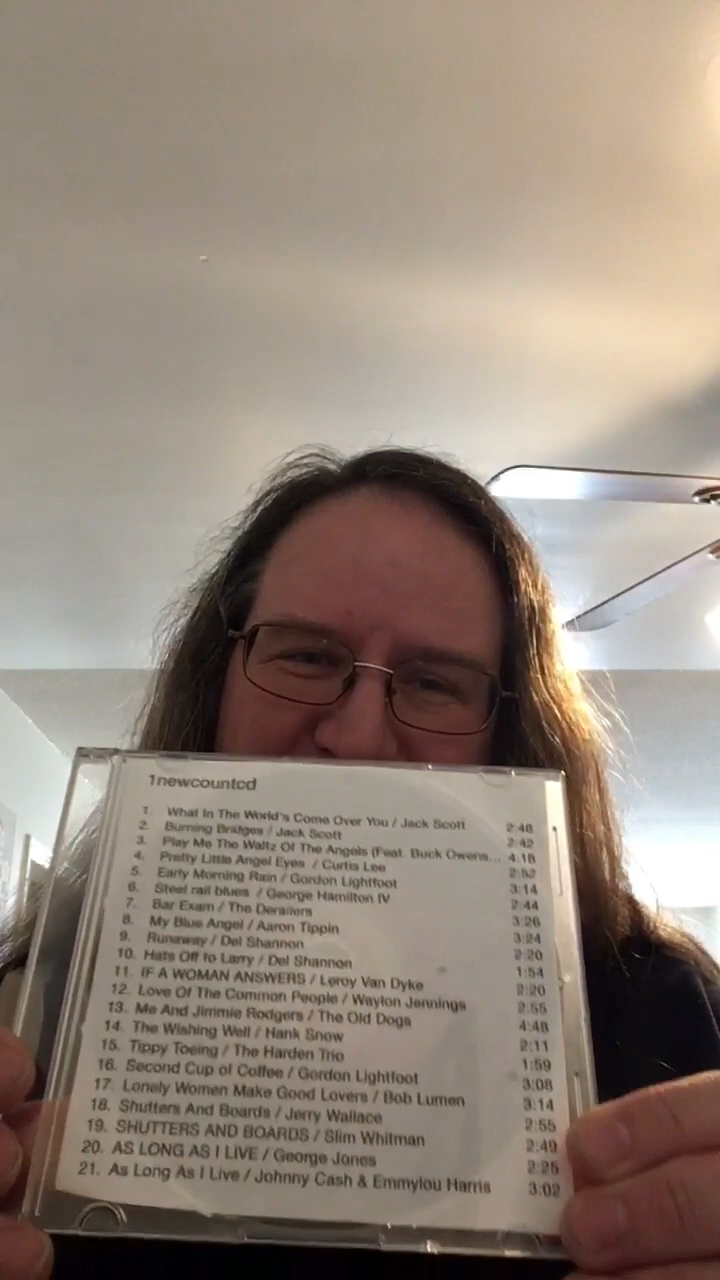 1newcountcd
1. What In The World's Come Over You / Jack Scott 2:48
2. Burning Bridges / Jack Scott 2:42
3. Play Me The Waltz Of The Angels (Feat. Buck Owens... 4:18
4. Pretty Little Angel Eyes / Curtis Lee 2:52
5. Early Morning Rain / Gordon Lightfoot 3:14
6. Steel rail blues / George Hamilton IV 2:44
7. Bar Exam / The Derailers 3:26
8. My Blue Angel / Aaron Tippin 3:24
9. Runaway / Del Shannon 2:20
10. Hats Off to Larry / Del Shannon 1:54
11. IF A WOMAN ANSWERS / Leroy Van Dyke 2:20
12. Love Of The Common People / Waylon Jennings 2:55
13. Me And Jimmie Rodgers / The Old Dogs 4:48
14. The Wishing Well / Hank Snow 2:11
15. Tippy Toeing / The Harden Trio 1:59
16. Second Cup of Coffee / Gordon Lightfoot 3:08
17. Lonely Women Make Good Lovers / Bob Lumen 3:14
18. Shutters And Boards / Jerry Wallace 2:55
19. SHUTTERS AND BOARDS / Slim Whitman 2:49
20. AS LONG AS I LIVE / George Jones 2:25
21. As Long As I Live / Johnny Cash & Emmylou Harris 3:02